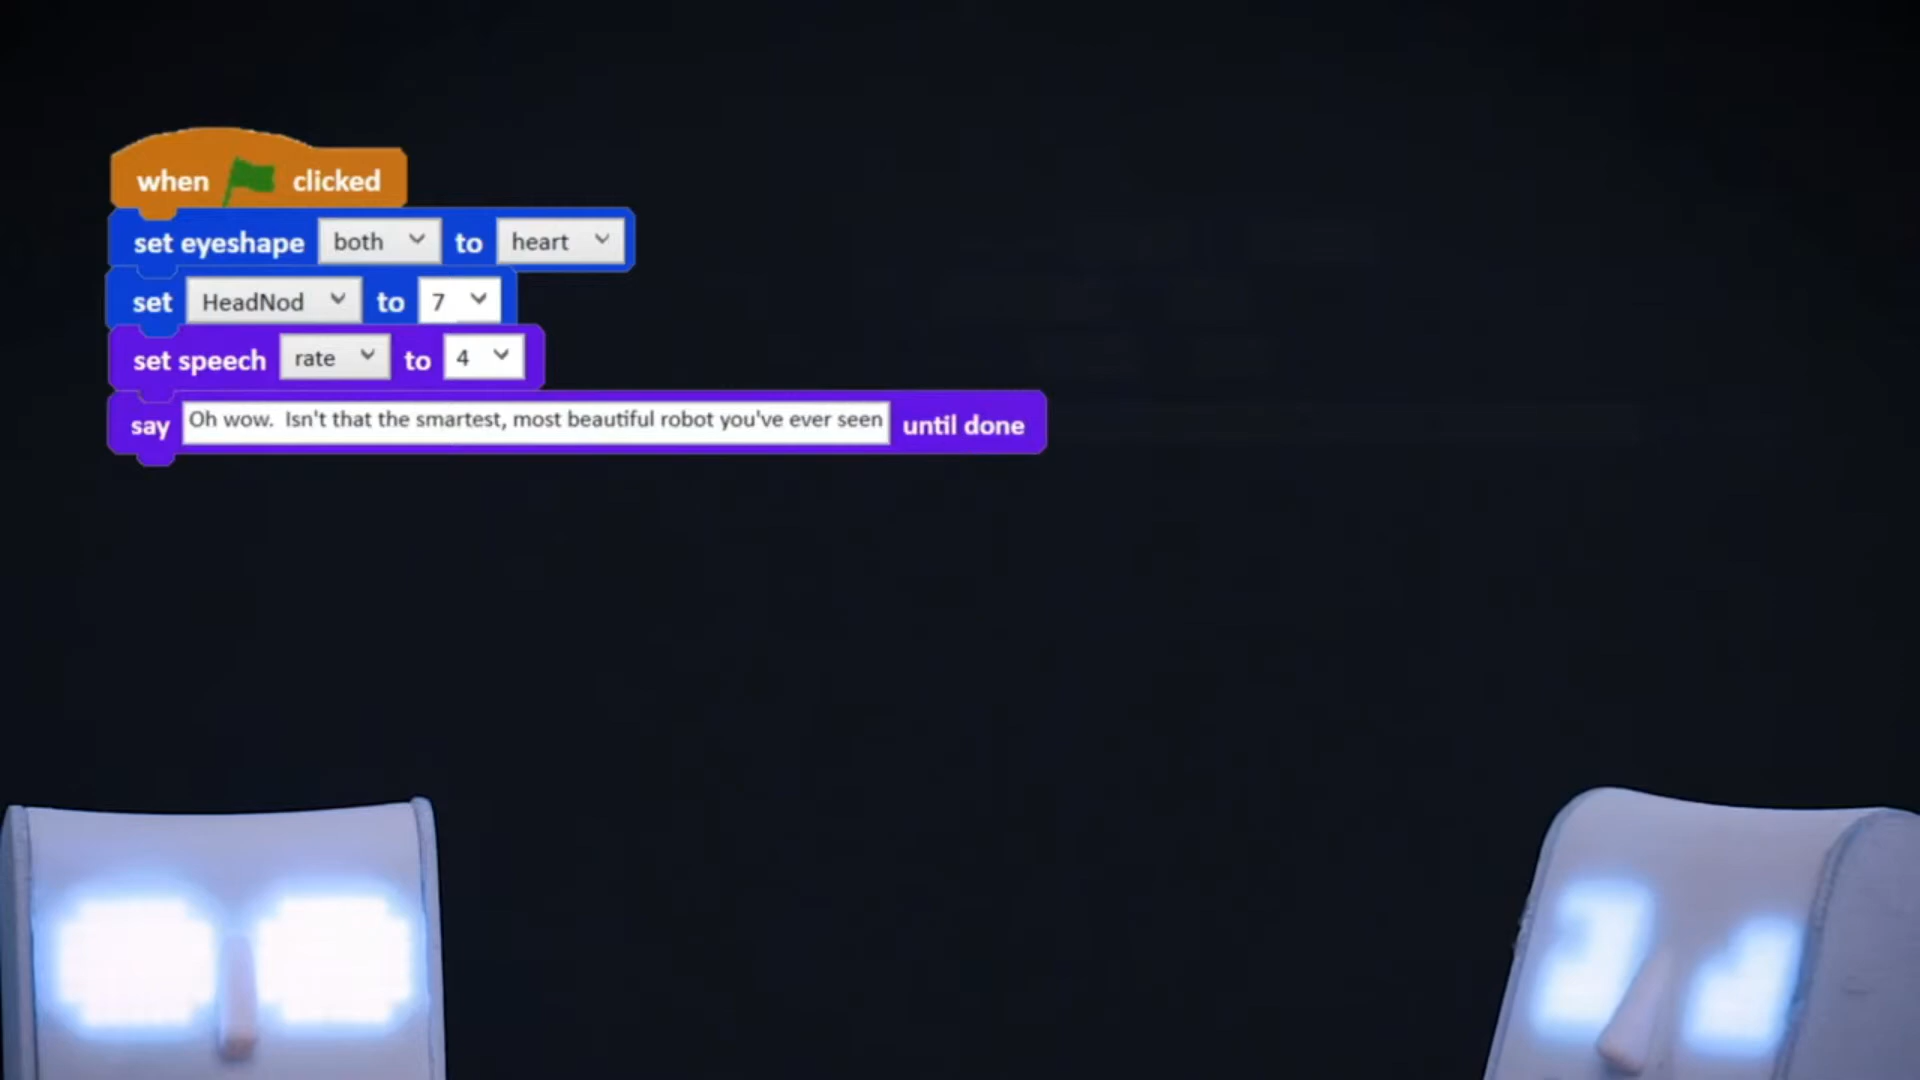 when clicked
set eyeshape both to heart
set HeadNod to 7
set speech rate to 4
say Oh wow.  Isn't that the smartest, most beautiful robot you've ever seen until done